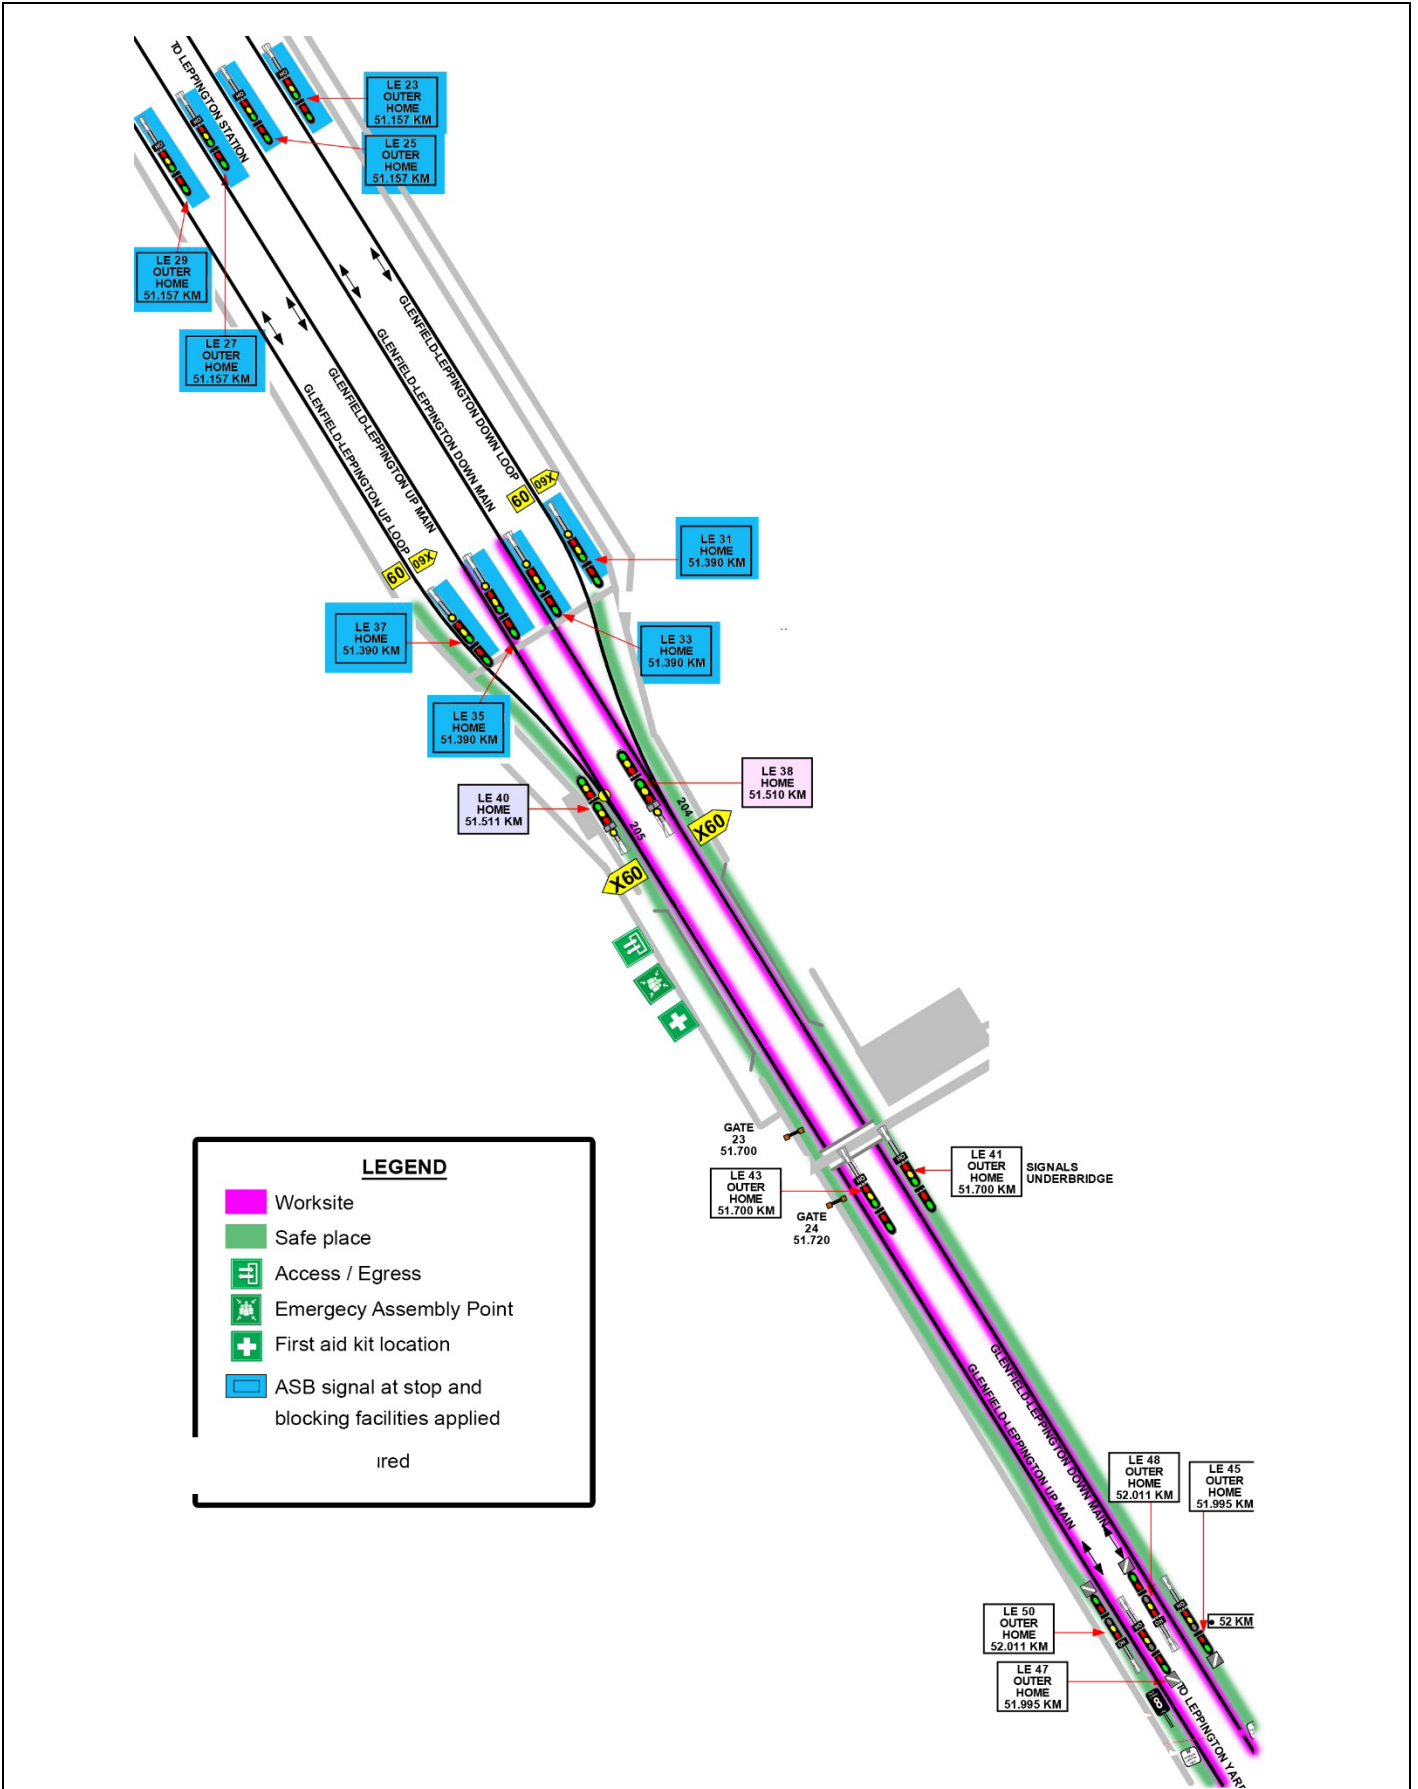 TO LEPPINGTON STATION
LE 23
OUTER
HOME
51.157 KM
LE 25
OUTER
HOME
51.157 KM
LE 29
OUTER
HOME
51.157 KM
LE 27
OUTER
HOME
51.157 KM
GLENFIELD-LEPPINGTON DOWN LOOP
GLENFIELD-LEPPINGTON DOWN MAIN
GLENFIELD-LEPPINGTON UP MAIN
GLENFIELD-LEPPINGTON UP LOOP
60
X60
60
X60
LE 31
HOME
51.390 KM
LE 37
HOME
51.390 KM
LE 33
HOME
51.390 KM
LE 35
HOME
51.390 KM
LE 38
HOME
51.510 KM
LE 40
HOME
51.511 KM
204
205
X60
X60
GATE
23
51.700
LE 43
OUTER
HOME
51.700 KM
GATE
24
51.720
LE 41
OUTER
HOME
51.700 KM
SIGNALS
UNDERBRIDGE
LEGEND
Worksite
Safe place
Access / Egress
Emergecy Assembly Point
First aid kit location
ASB signal at stop and
blocking facilities applied
ired
GLENFIELD-LEPPINGTON DOWN MAIN
GLENFIELD-LEPPINGTON UP MAIN
LE 48
OUTER
HOME
52.011 KM
LE 45
OUTER
HOME
51.995 KM
52 KM
LE 50
OUTER
HOME
52.011 KM
LE 47
OUTER
HOME
51.995 KM
TO LEPPINGTON YARD